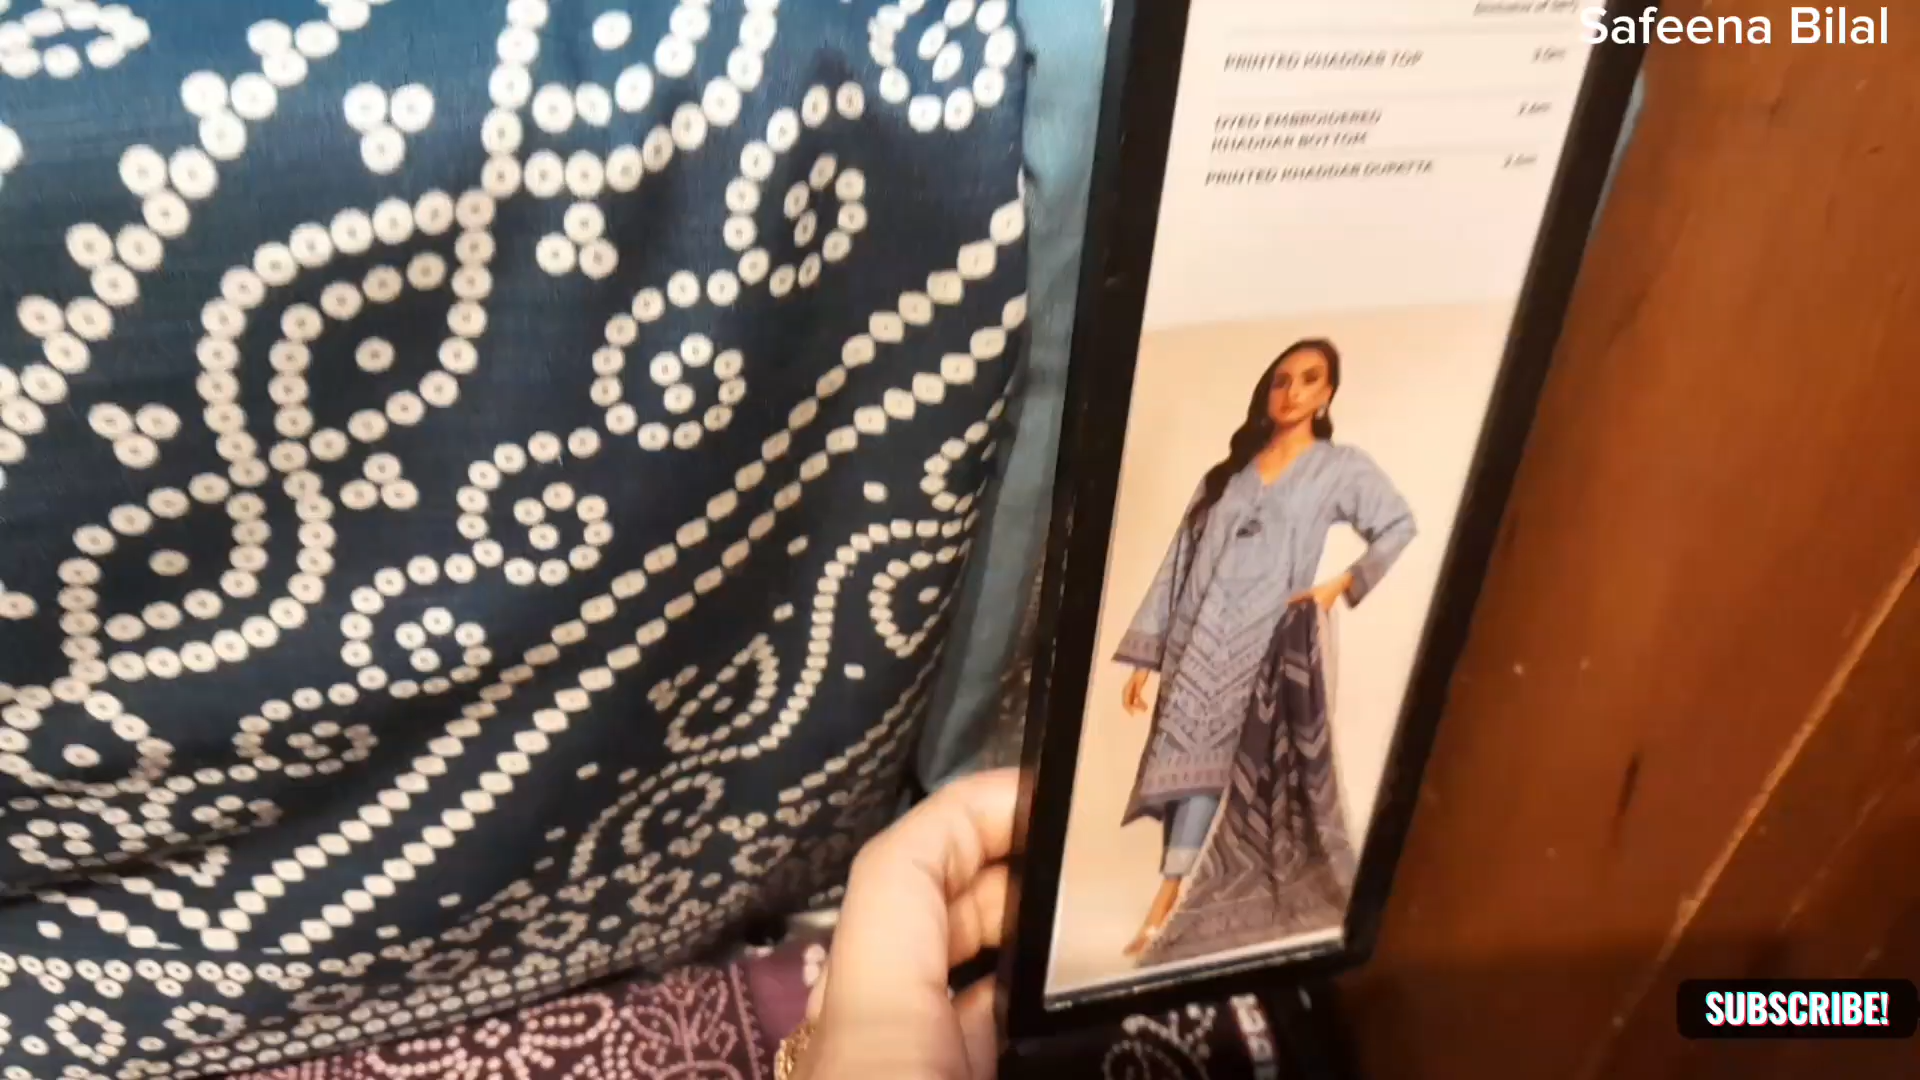 Safeena Bilal
PRINTED KHADDAR TOP
DYED EMBROIDERED
KHADDAR BOTTOM
PRINTED KHADDAR DUPATTA
SUBSCRIBE!